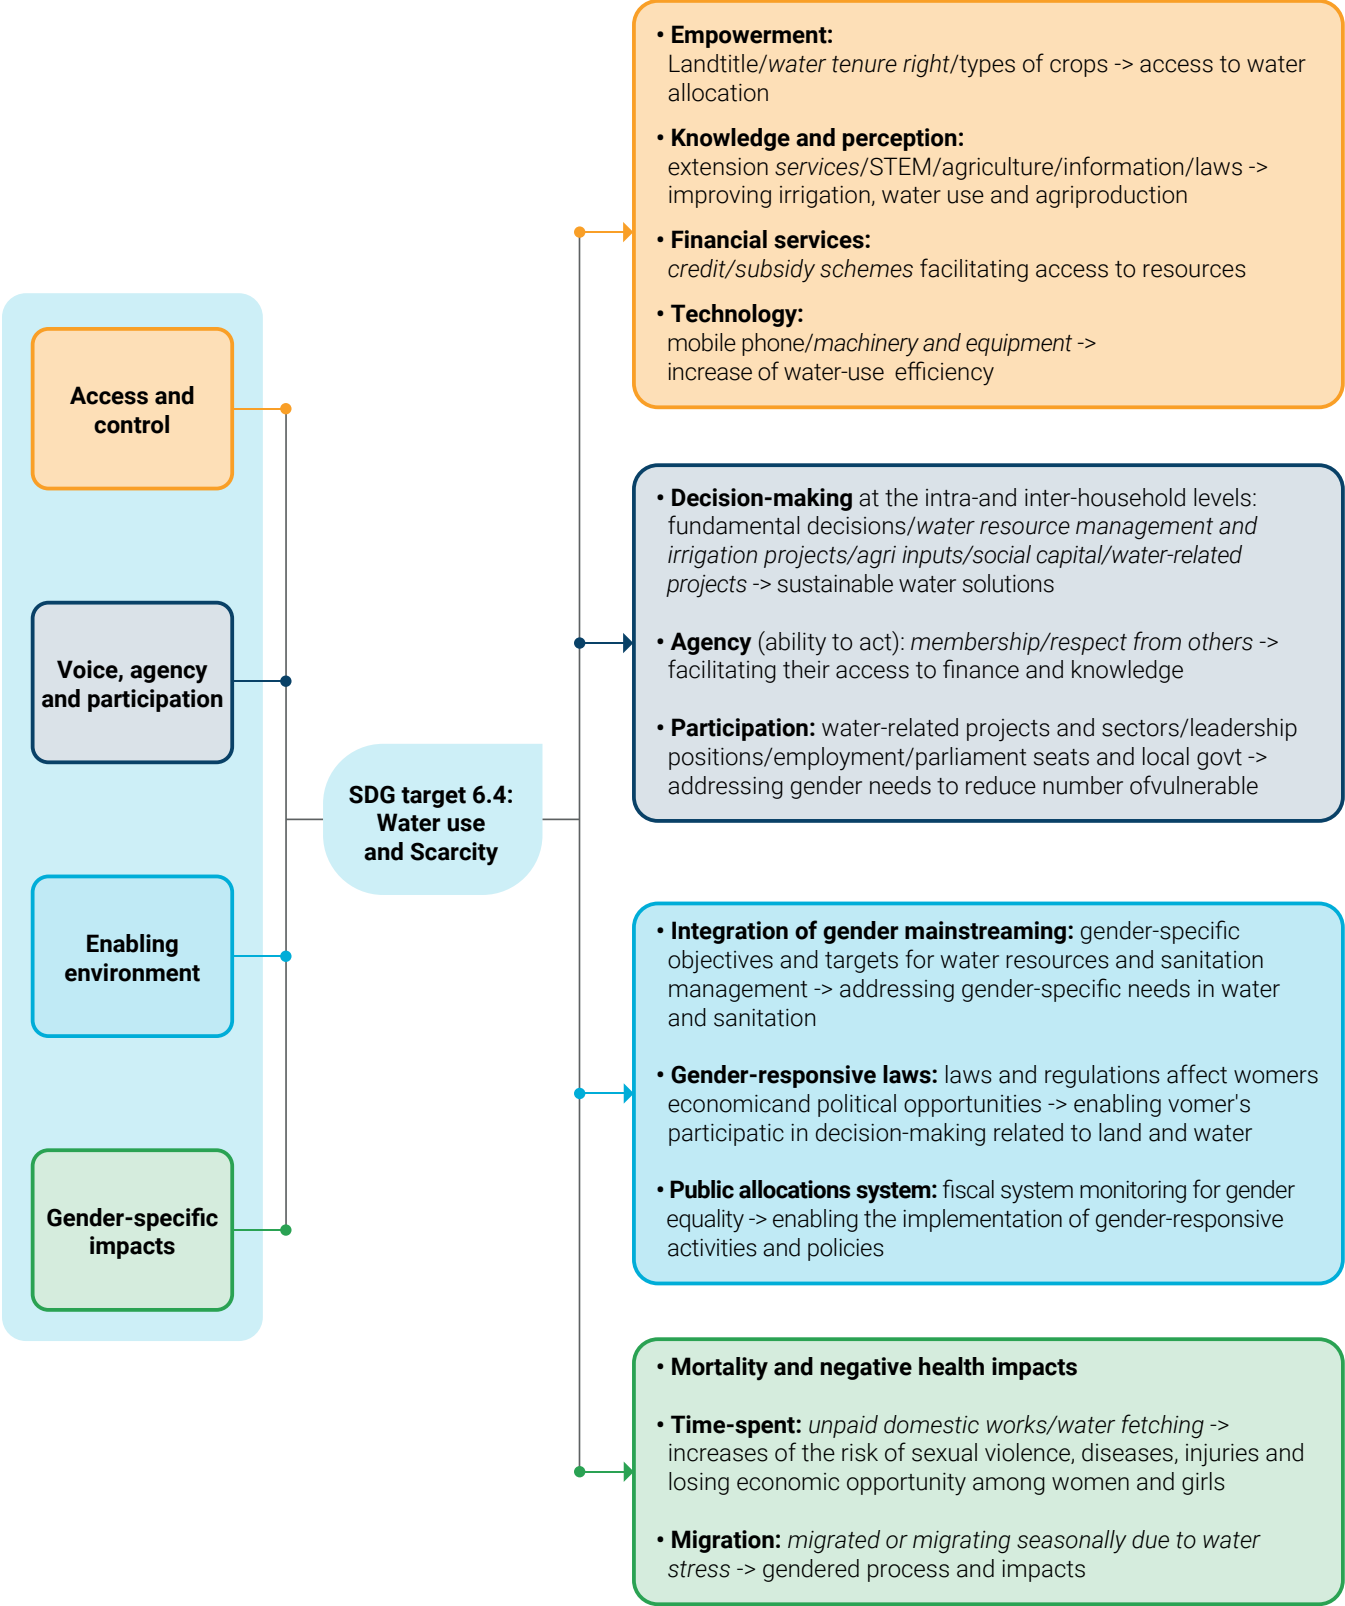 Access and
control
Voice, agency
and participation
Enabling
environment
Gender-specific
impacts
SDG target 6.4:
Water use
and Scarcity
• Empowerment:
Landtitle/water tenure right/types of crops -> access to water
allocation
• Knowledge and perception:
extension services/STEM/agriculture/information/laws ->
improving irrigation, water use and agriproduction
• Financial services:
credit/subsidy schemes facilitating access to resources
• Technology:
mobile phone/machinery and equipment ->
increase of water-use efficiency
• Decision-making at the intra-and inter-household levels:
fundamental decisions/water resource management and
irrigation projects/agri inputs/social capital/water-related
projects -> sustainable water solutions
• Agency (ability to act): membership/respect from others ->
facilitating their access to finance and knowledge
• Participation: water-related projects and sectors/leadership
positions/employment/parliament seats and local govt ->
addressing gender needs to reduce number ofvulnerable
• Integration of gender mainstreaming: gender-specific
objectives and targets for water resources and sanitation
management -> addressing gender-specific needs in water
and sanitation
• Gender-responsive laws: laws and regulations affect womers
economicand political opportunities -> enabling vomer's
participatic in decision-making related to land and water
• Public allocations system: fiscal system monitoring for gender
equality -> enabling the implementation of gender-responsive
activities and policies
• Mortality and negative health impacts
• Time-spent: unpaid domestic works/water fetching ->
increases of the risk of sexual violence, diseases, injuries and
losing economic opportunity among women and girls
• Migration: migrated or migrating seasonally due to water
stress -> gendered process and impacts